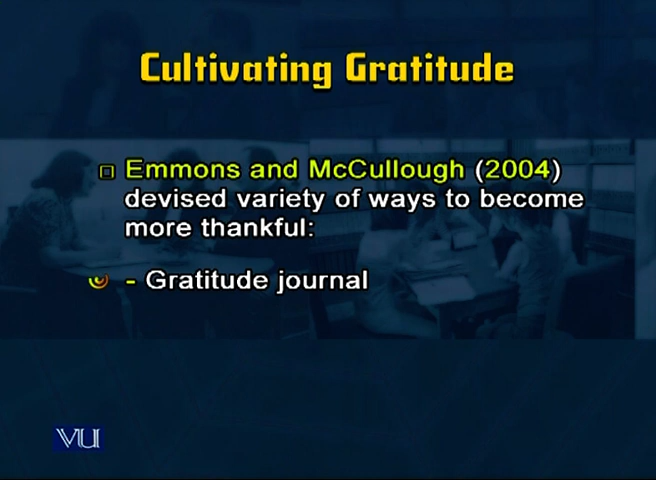 Cultivating Gratitude
Emmons and McCullough (2004)
devised variety of ways to become
more thankful:
- Gratitude journal
VU